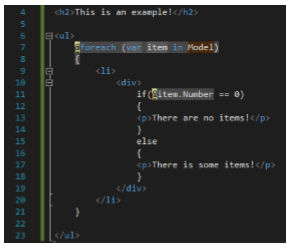 4 <h2>This is an example!</h2>
5
6 <ul>
7 @foreach (var item in Model)
8 {
9 <li>
10 <div>
11 if(@item.Number == 0)
12 {
13 <p>There are no items!</p>
14 }
15 else
16 {
17 <p>There is some items!</p>
18 }
19 </div>
20 </li>
21 }
22
23 </ul>